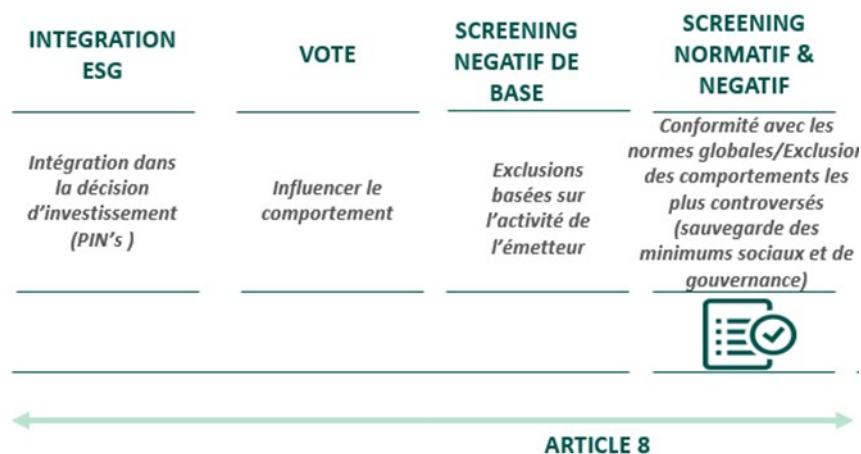 INTEGRATION
ESG
VOTE
SCREENING
NEGATIF DE
BASE
SCREENING
NORMATIF &
NEGATIF
Intégration dans
la décision
d'investissement
(PIN's )
Influencer le
comportement
Exclusions
basées sur
l'activité de
l'émetteur
Conformité avec les
normes globales/Exclusion
des comportements les
plus controversés
(sauvegarde des
minimums sociaux et de
gouvernance)
ARTICLE 8